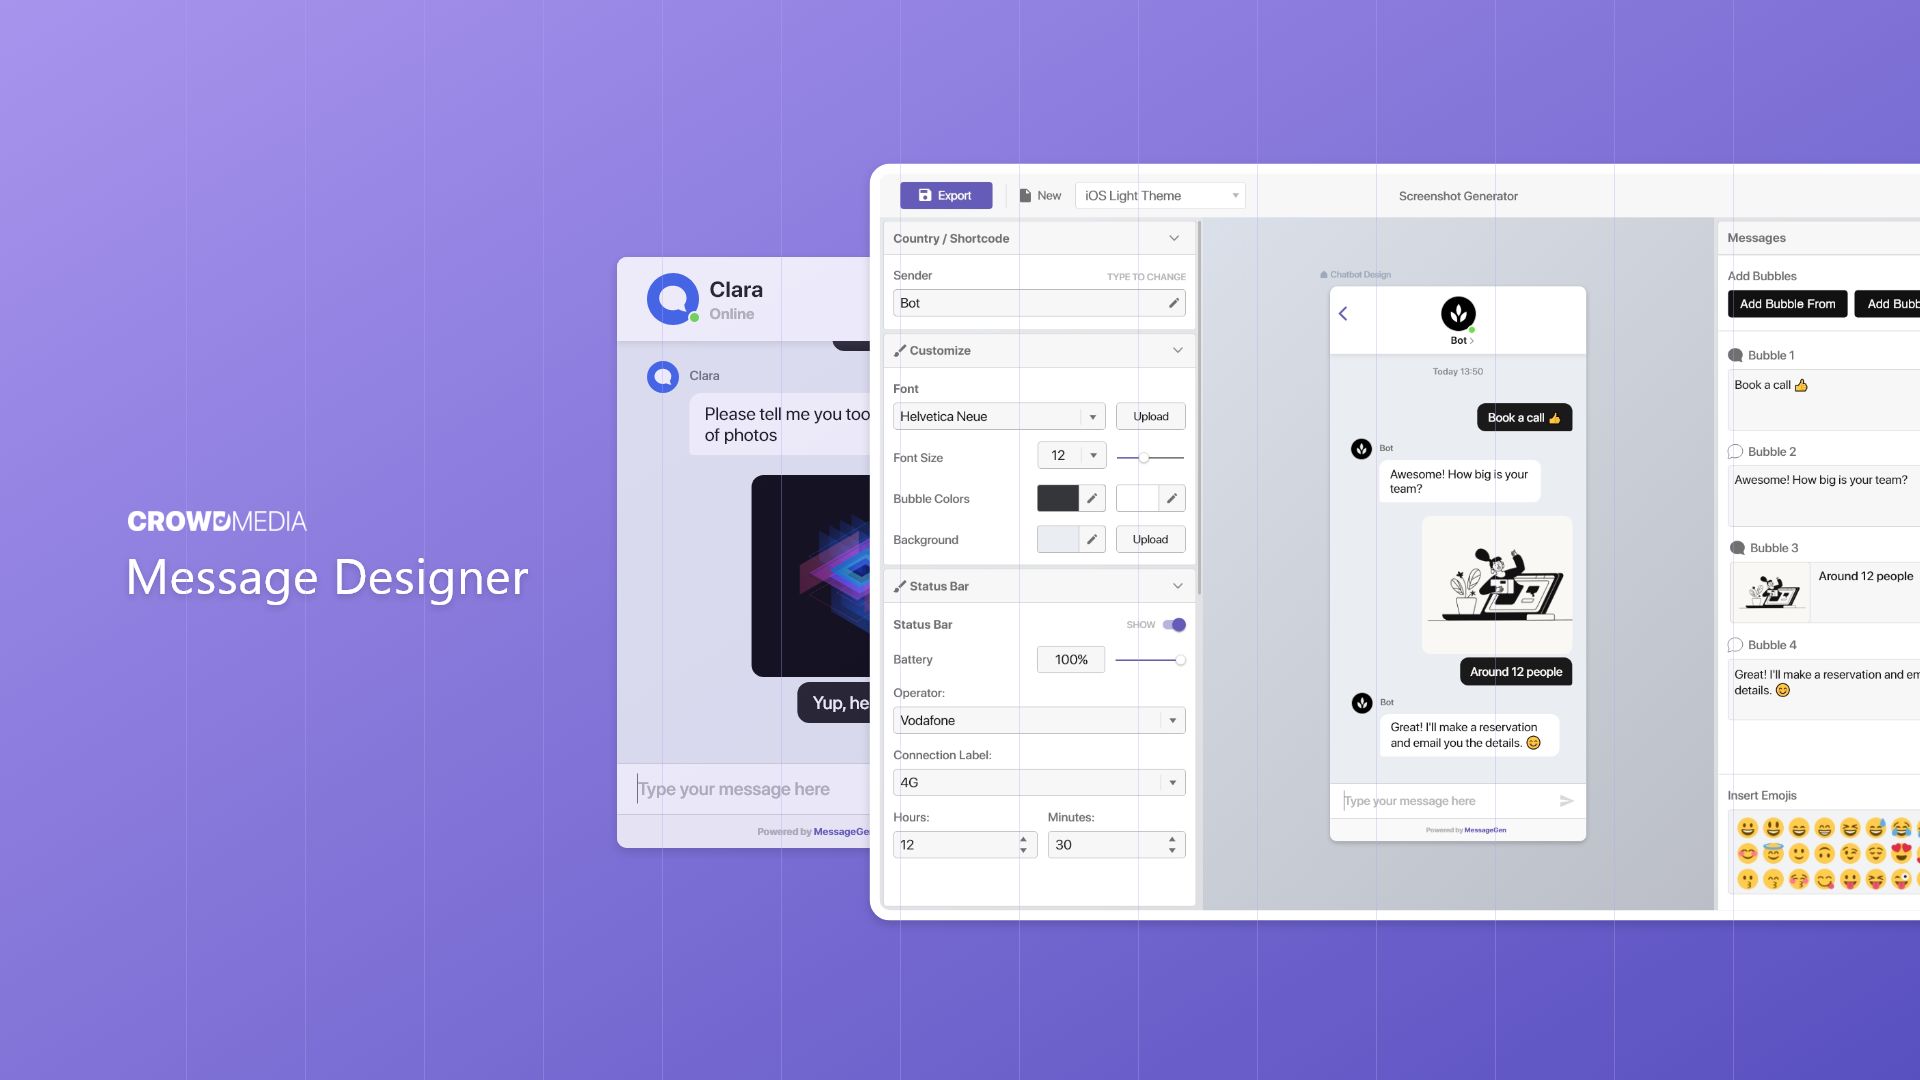 CROWDMEDIA
Message Designer
Clara
Online
Clara
Please tell me you too
of photos
Yup, he
Type your message here
Powered by MessageGe
Export
New
iOS Light Theme
Screenshot Generator
Country / Shortcode
Sender
TYPE TO CHANGE
Bot
Customize
Font
Helvetica Neue
Upload
Font Size
12
Bubble Colors
Background
Upload
Status Bar
Status Bar
SHOW
Battery
100%
Operator:
Vodafone
Connection Label:
4G
Hours:
Minutes:
12
30
Chatbot Design
Bot
Today 13:50
Book a call 👍
Bot
Awesome! How big is your
team?
Around 12 people
Bot
Great! I'll make a reservation
and email you the details. 😊
Type your message here
Powered by MessageGen
Messages
Add Bubbles
Add Bubble From
Add Bubb
Bubble 1
Book a call 👍
Bubble 2
Awesome! How big is your team?
Bubble 3
Around 12 people
Bubble 4
Great! I'll make a reservation and em
details. 😊
Insert Emojis